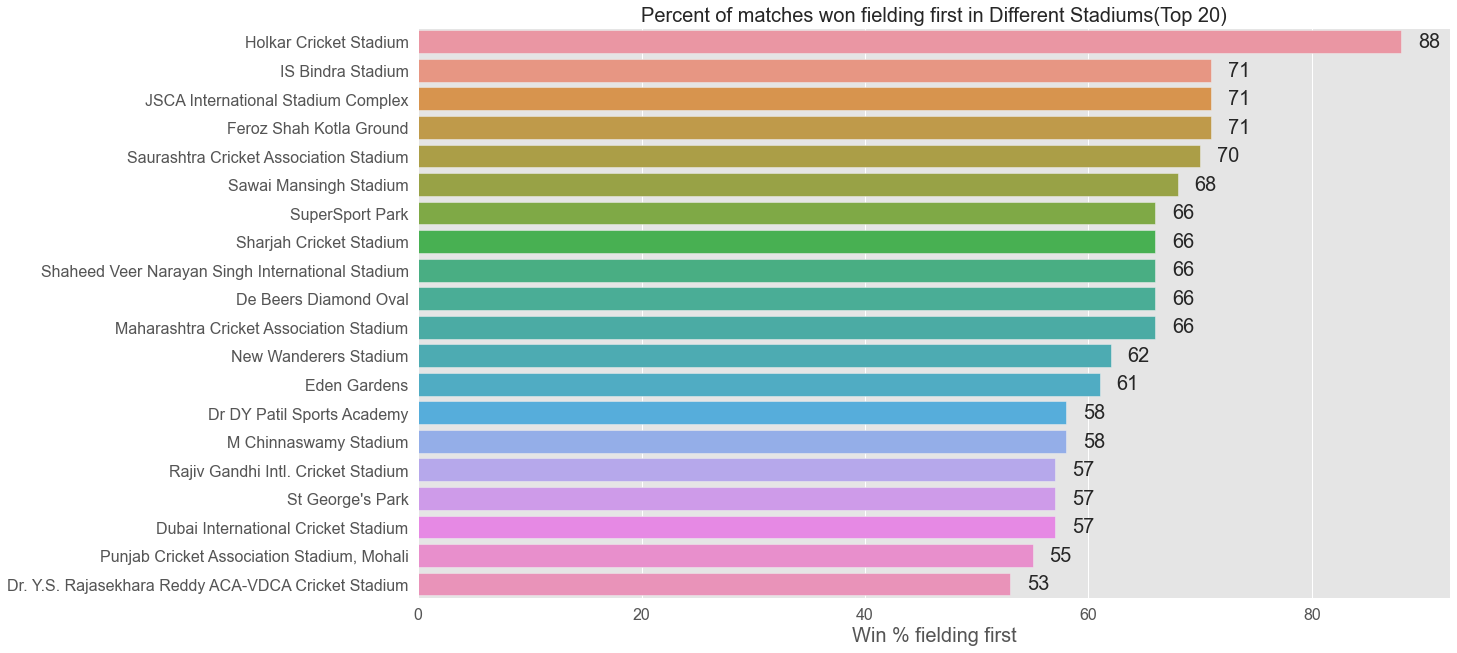 Percent of matches won fielding first in Different Stadiums(Top 20)
Holkar Cricket Stadium 88
IS Bindra Stadium 71
JSCA International Stadium Complex 71
Feroz Shah Kotla Ground 71
Saurashtra Cricket Association Stadium 70
Sawai Mansingh Stadium 68
SuperSport Park 66
Sharjah Cricket Stadium 66
Shaheed Veer Narayan Singh International Stadium 66
De Beers Diamond Oval 66
Maharashtra Cricket Association Stadium 66
New Wanderers Stadium 62
Eden Gardens 61
Dr DY Patil Sports Academy 58
M Chinnaswamy Stadium 58
Rajiv Gandhi Intl. Cricket Stadium 57
St George's Park 57
Dubai International Cricket Stadium 57
Punjab Cricket Association Stadium, Mohali 55
Dr. Y.S. Rajasekhara Reddy ACA-VDCA Cricket Stadium 53
0 20 40 60 80
Win % fielding first